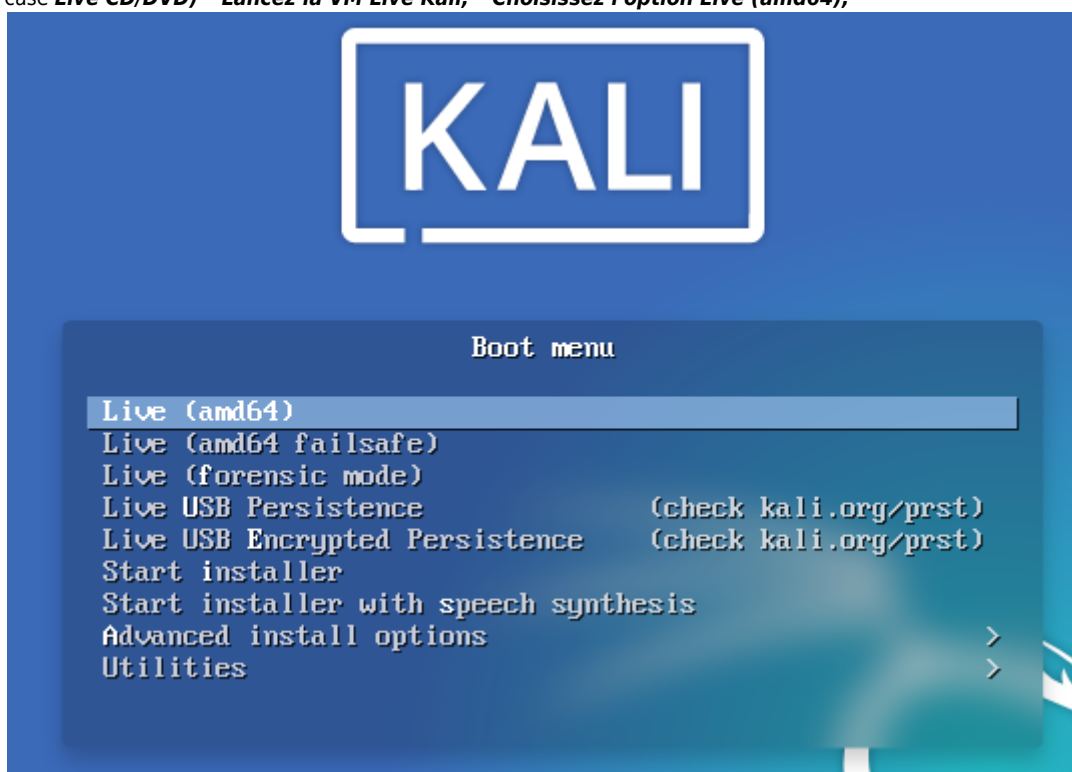 case Live CD/DVD) - Lancez la VM Live Kali, - Choisissez l'option Live (amd64),
KALI
Boot menu
Live (amd64)
Live (amd64 failsafe)
Live (forensic mode)
Live USB Persistence (check kali.org/prst)
Live USB Encrypted Persistence (check kali.org/prst)
Start installer
Start installer with speech synthesis
Advanced install options >
Utilities >